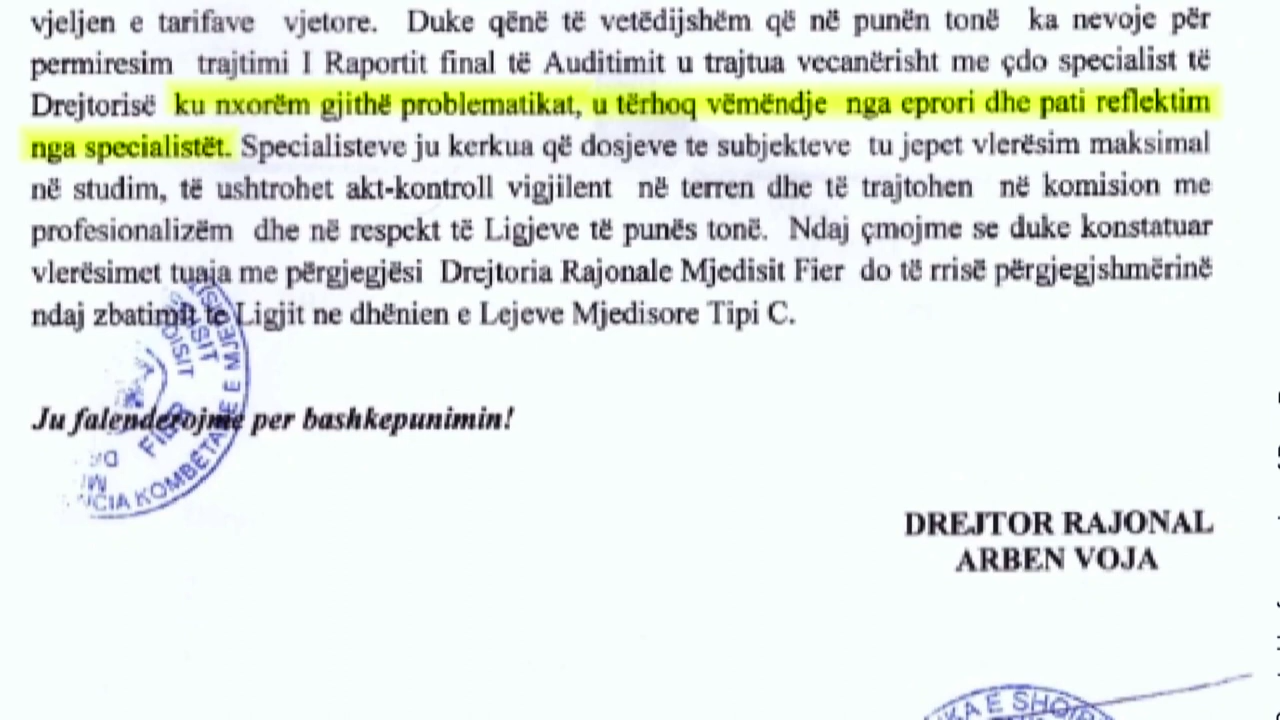 vjeljen e tarifave vjetore. Duke qënë të vetëdijshëm që në punën tonë ka nevoje për
permiresim trajtimi I Raportit final të Auditimit u trajtua vecanërisht me çdo specialist të
Drejtorisë ku nxorëm gjithë problematikat, u tërhoq vëmëndje nga eprori dhe pati reflektim
nga specialistët. Specialisteve ju kerkua që dosjeve te subjekteve tu jepet vlerësim maksimal
në studim, të ushtrohet akt-kontroll vigjilent në terren dhe të trajtohen në komision me
profesionalizëm dhe në respekt të Ligjeve të punës tonë. Ndaj çmojme se duke konstatuar
vlerësimet tuaja me përgjegjësi Drejtoria Rajonale Mjedisit Fier do të rrisë përgjegjshmërinë
ndaj zbatimit te Ligjit ne dhënien e Lejeve Mjedisore Tipi C.
Ju falenderojme per bashkepunimin!
FIER
KOMBETARE E
DREJTOR RAJONAL
ARBEN VOJA